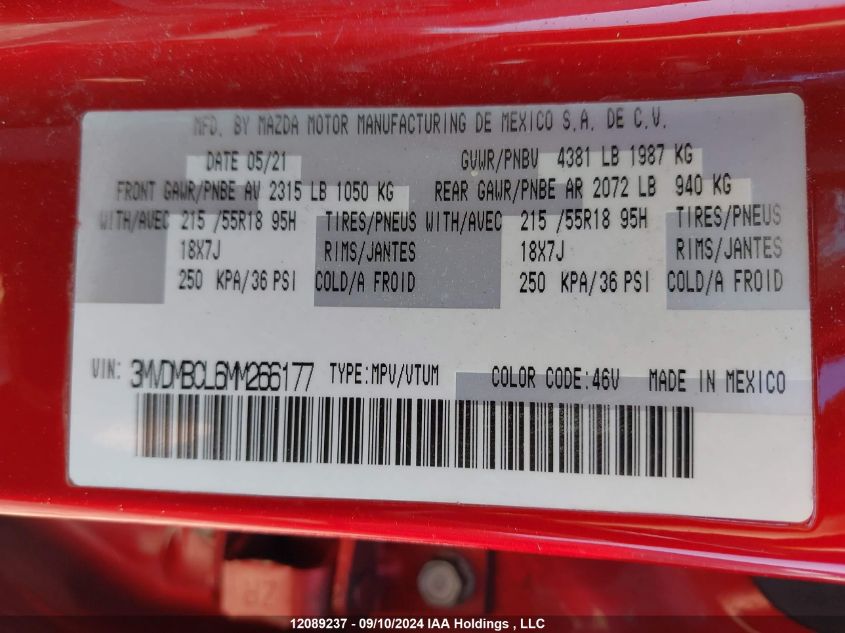 MFD. BY MAZDA MOTOR MANUFACTURING DE MEXICO S.A. DE C.V.
DATE 05/21 GVWR/PNBV 4381 LB 1987 KG
FRONT GAWR/PNBE AV 2315 LB 1050 KG REAR GAWR/PNBE AR 2072 LB 940 KG
WITH/AVEC 215 /55R18 95H TIRES/PNEUS WITH/AVEC 215 /55R18 95H TIRES/PNEUS
18X7J RIMS/JANTES 18X7J RIMS/JANTES
250 KPA/36 PSI COLD/A FROID 250 KPA/36 PSI COLD/A FROID
VIN: 3MVDMBCL6MM266177 TYPE:MPV/VTUM COLOR CODE:46V MADE IN MEXICO
12089237 - 09/10/2024 IAA Holdings, LLC